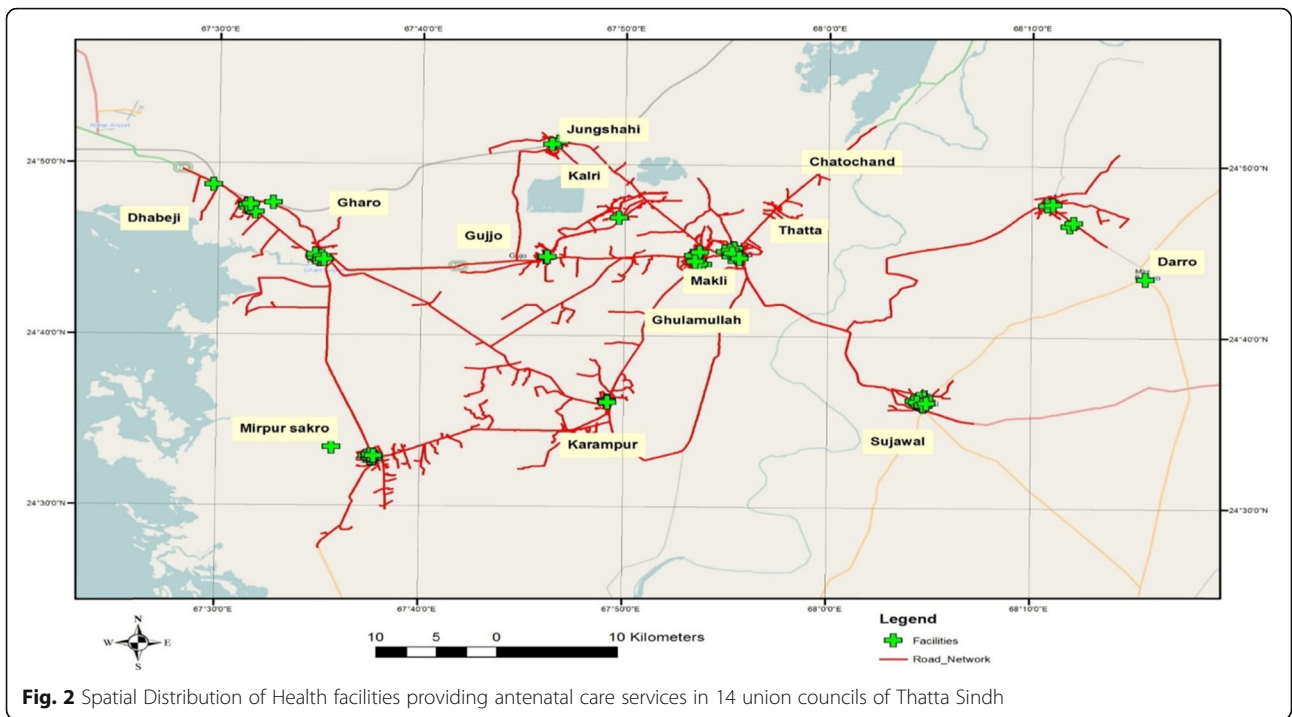 67°30'0"E 67°40'0"E 67°50'0"E 68°0'0"E 68°10'0"E
Jungshahi
24°50'0"N 24°50'0"N
Chatochand
Kalri
Gharo
Dhabeji
Thatta
Gujjo
Gujo
Darro
Makli
Ghulamullah
24°40'0"N 24°40'0"N
Mirpur sakro
Karampur
Sujawal
24°30'0"N 24°30'0"N
67°30'0"E 67°40'0"E 67°50'0"E 68°0'0"E 68°10'0"E
N
W E
S
10 5 0 10 Kilometers
Legend
Facilities
Road_Network
Fig. 2 Spatial Distribution of Health facilities providing antenatal care services in 14 union councils of Thatta Sindh